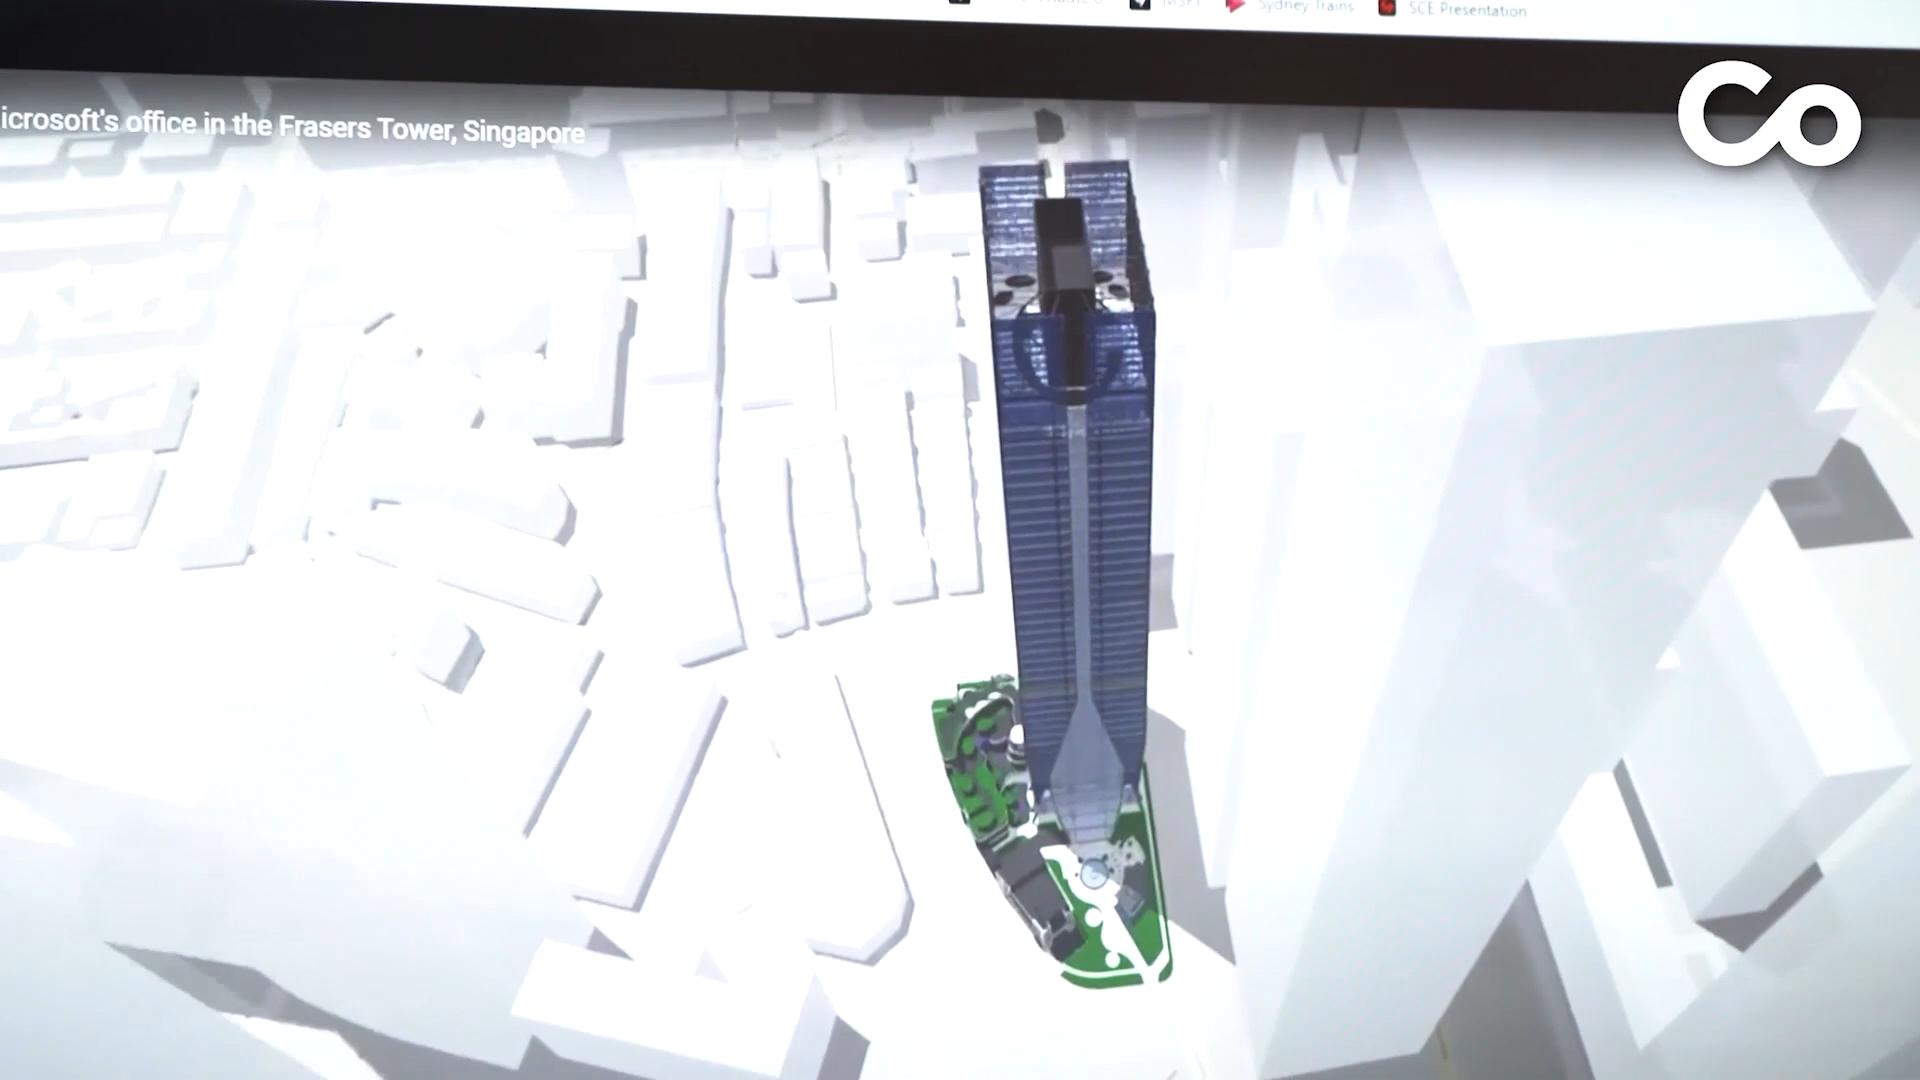 Sydney Trains
SCE Presentation
Co
icrosoft's office in the Frasers Tower, Singapore